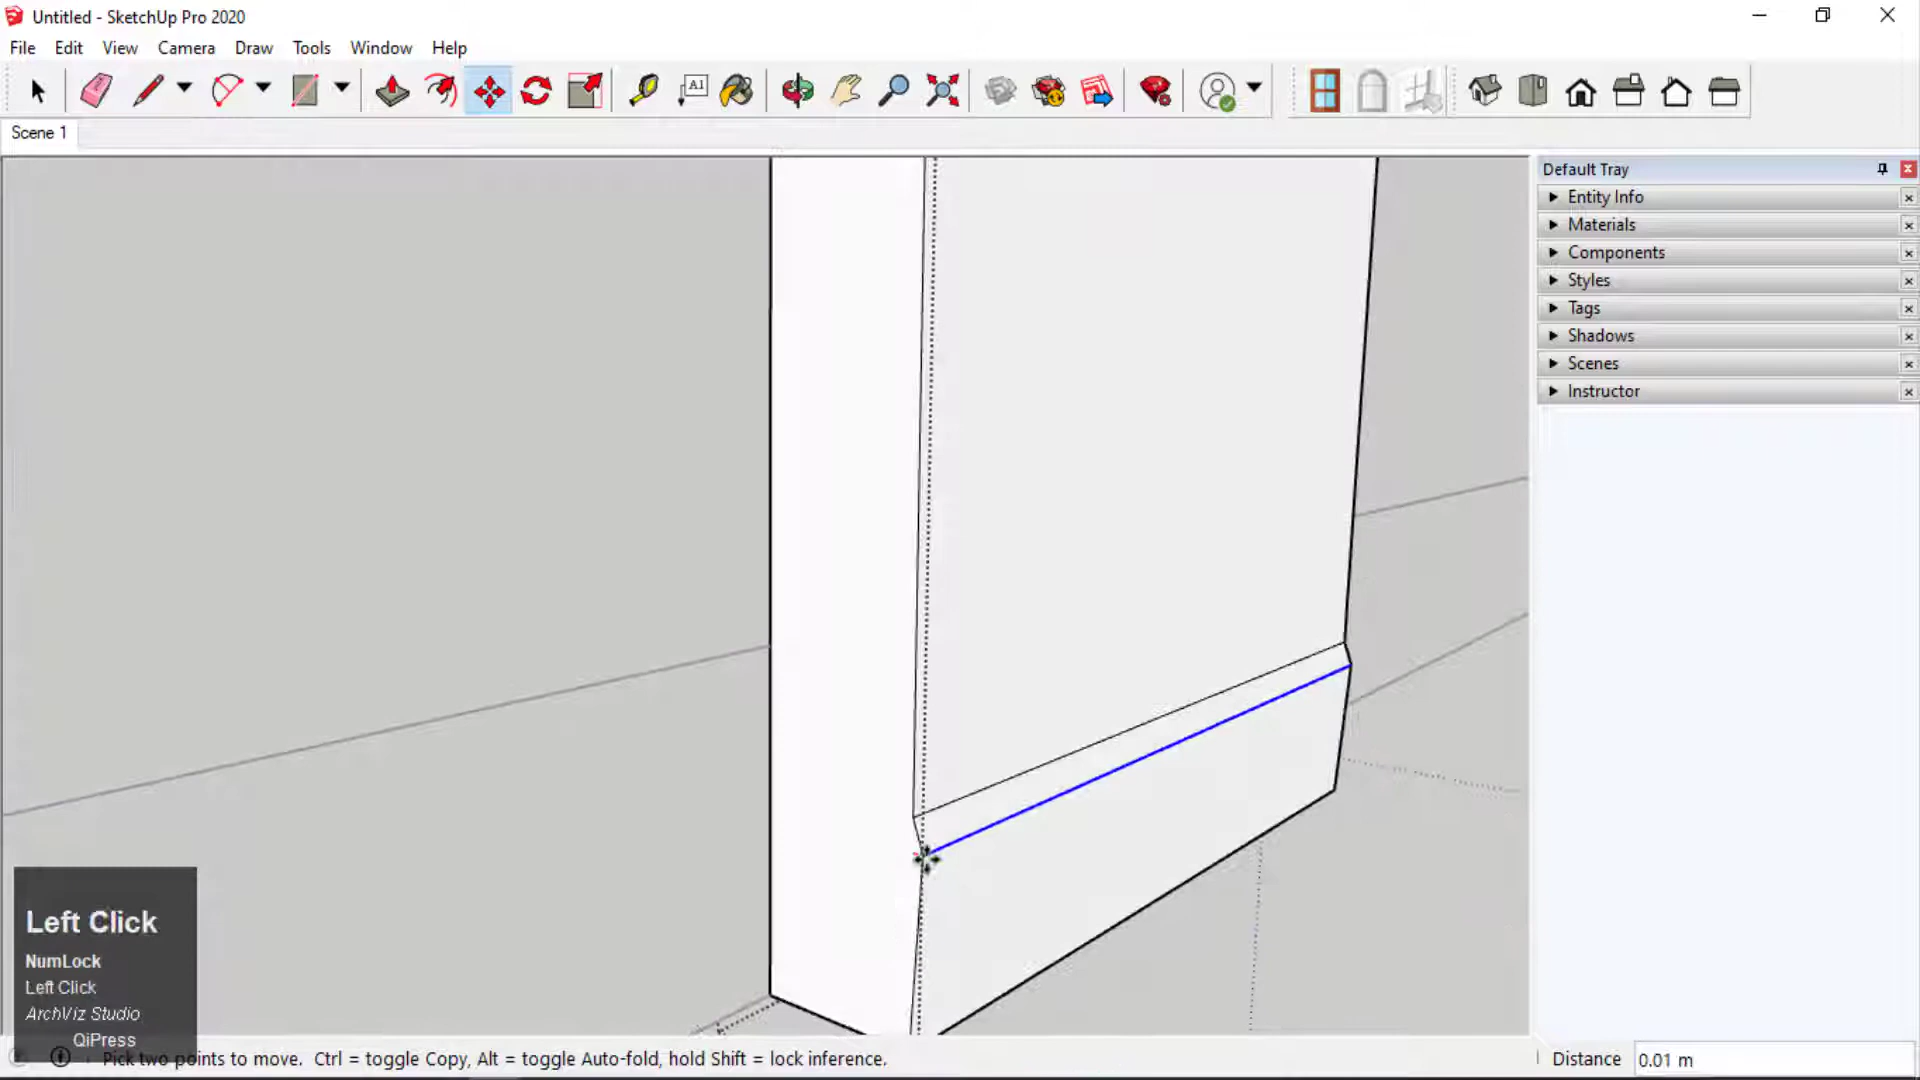 Untitled - SketchUp Pro 2020
File Edit View Camera Draw Tools Window Help
A1
Scene 1
Default Tray
Entity Info
Materials
Components
Styles
Tags
Shadows
Scenes
Instructor
Left Click
NumLock
Left Click
ArchViz Studio
QiPress
Pick two points to move. Ctrl = toggle Copy, Alt = toggle Auto-fold, hold Shift = lock inference.
Distance 0.01 m